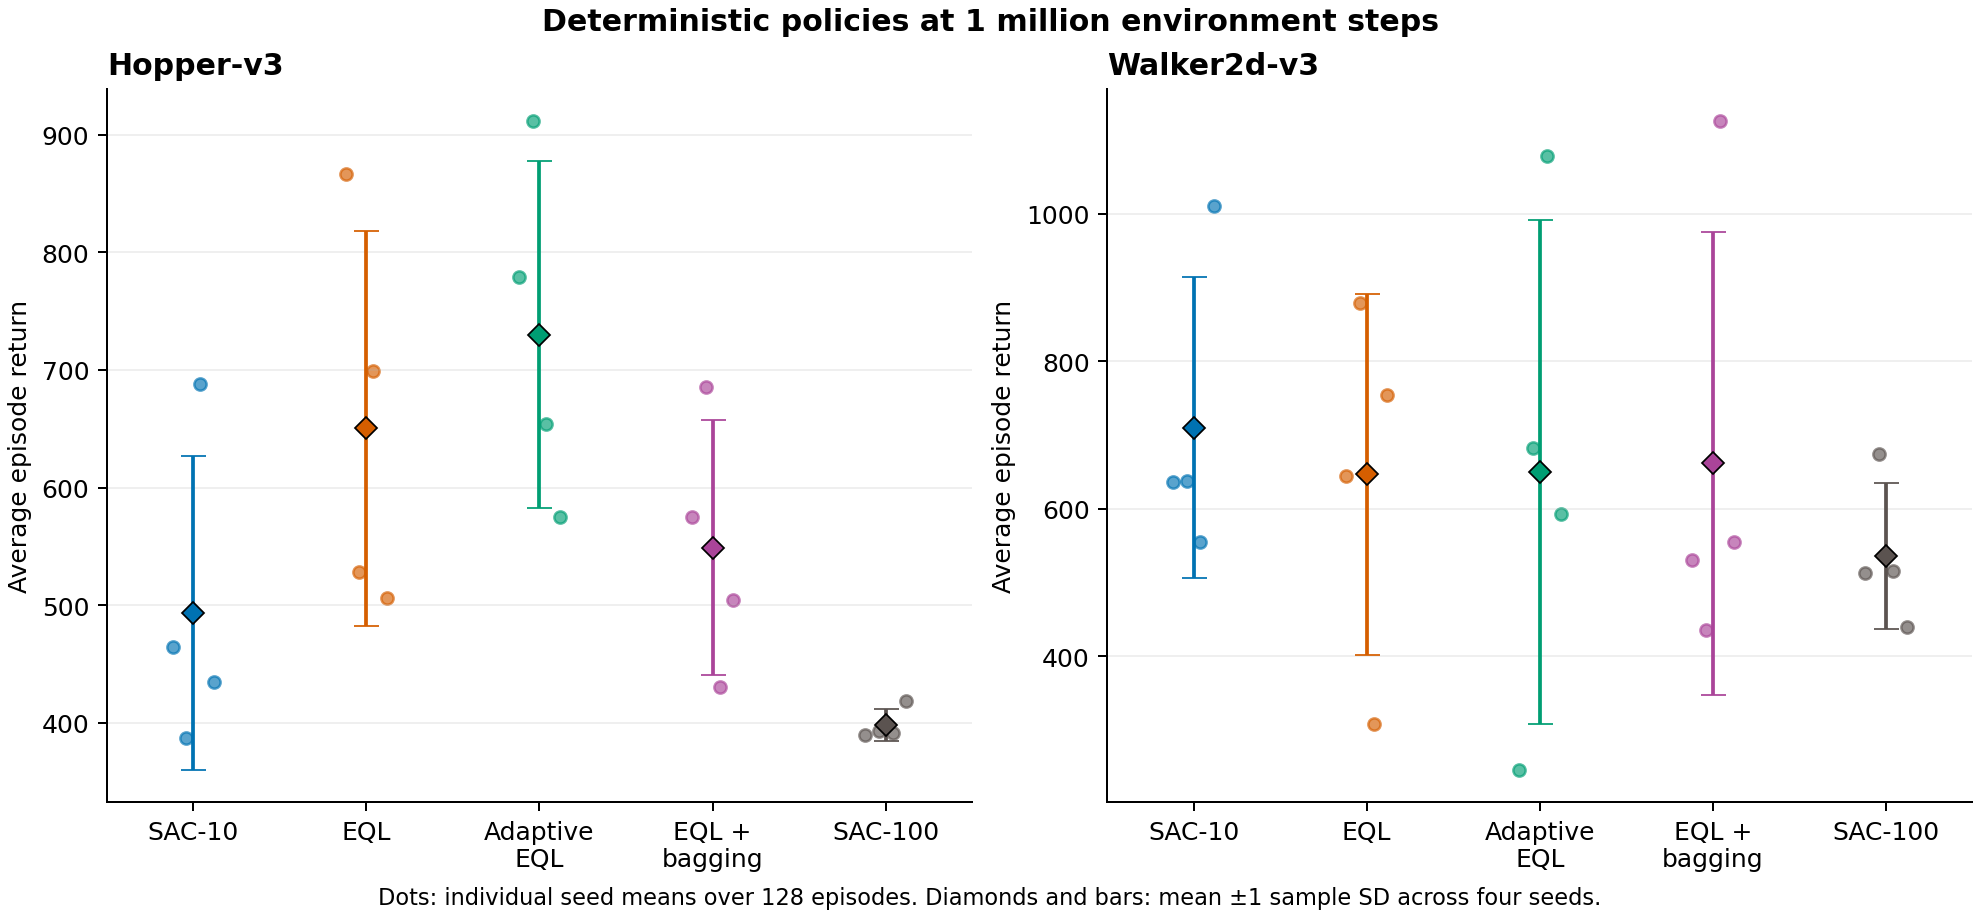 Deterministic policies at 1 million environment steps
Hopper-v3
Average episode return
900
800
700
600
500
400
SAC-10
EQL
Adaptive
EQL
EQL +
bagging
SAC-100
Walker2d-v3
Average episode return
1000
800
600
400
SAC-10
EQL
Adaptive
EQL
EQL +
bagging
SAC-100
Dots: individual seed means over 128 episodes. Diamonds and bars: mean ±1 sample SD across four seeds.